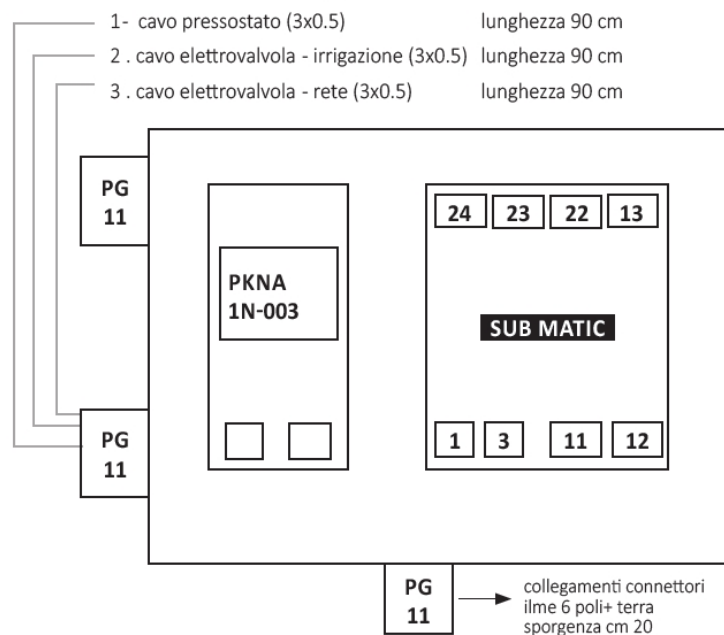 1- cavo pressostato (3x0.5) lunghezza 90 cm
2 . cavo elettrovalvola - irrigazione (3x0.5) lunghezza 90 cm
3 . cavo elettrovalvola - rete (3x0.5) lunghezza 90 cm
PG
11
PKNA
1N-003
24 23 22 13
SUB MATIC
PG
11
1 3 11 12
PG
11
collegamenti connettori
ilme 6 poli+ terra
sporgenza cm 20